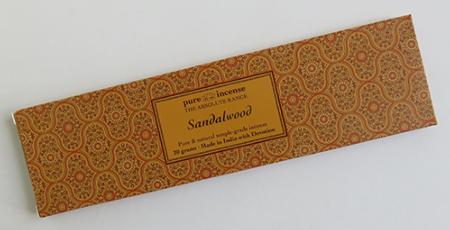 pure incense
THE ABSOLUTE RANGE
Sandalwood
Pure & natural temple-grade incense
20 grams · Made in India with Devotion